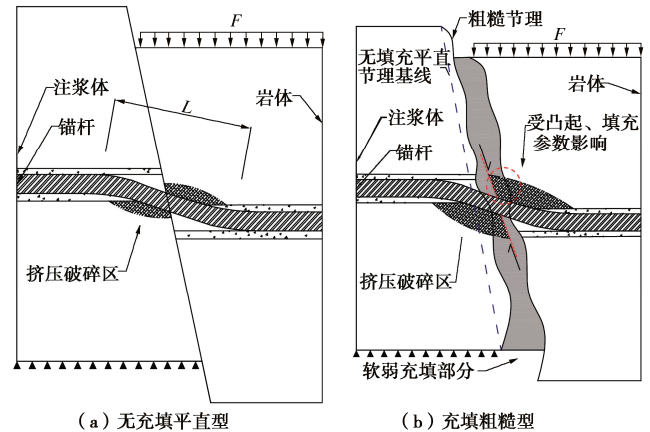 F
注浆体
L
岩体
锚杆
挤压破碎区
(a)无充填平直型
粗糙节理
F
无填充平直
节理基线
岩体
注浆体
受凸起、填充
参数影响
锚杆
挤压破碎区
软弱充填部分
(b)充填粗糙型